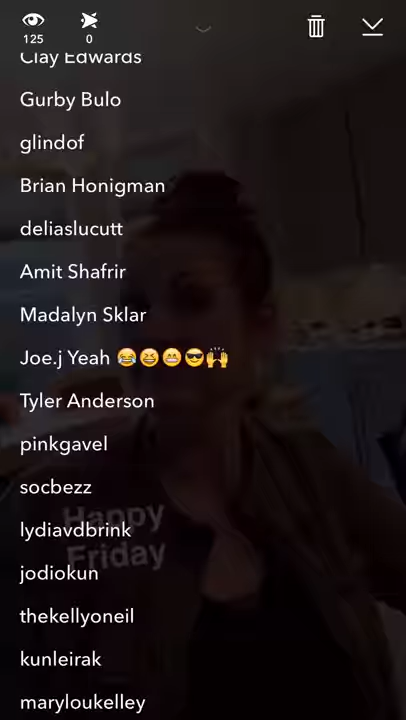 125
0
Clay Edwards
Gurby Bulo
glindof
Brian Honigman
deliaslucutt
Amit Shafrir
Madalyn Sklar
Joe.j Yeah 😂😆😁😎🙌
Tyler Anderson
pinkgavel
socbezz
Happy
lydiavdbrink
Friday
jodiokun
thekellyoneil
kunleirak
maryloukelley